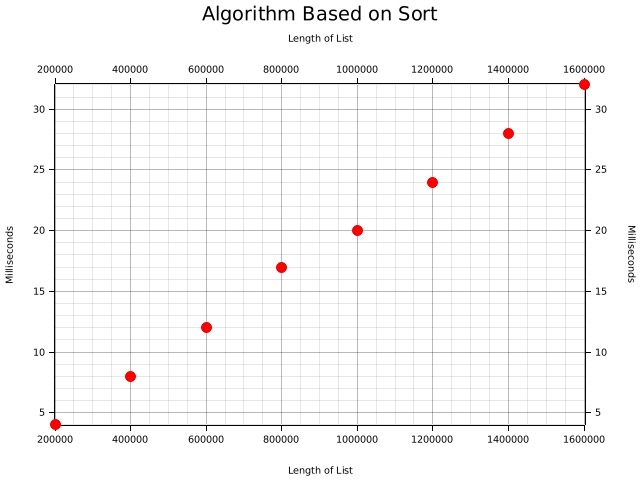 Algorithm Based on Sort
Length of List
200000 400000 600000 800000 1000000 1200000 1400000 1600000
30 30
25 25
20 20
Milliseconds Milliseconds
15 15
10 10
5 5
200000 400000 600000 800000 1000000 1200000 1400000 1600000
Length of List